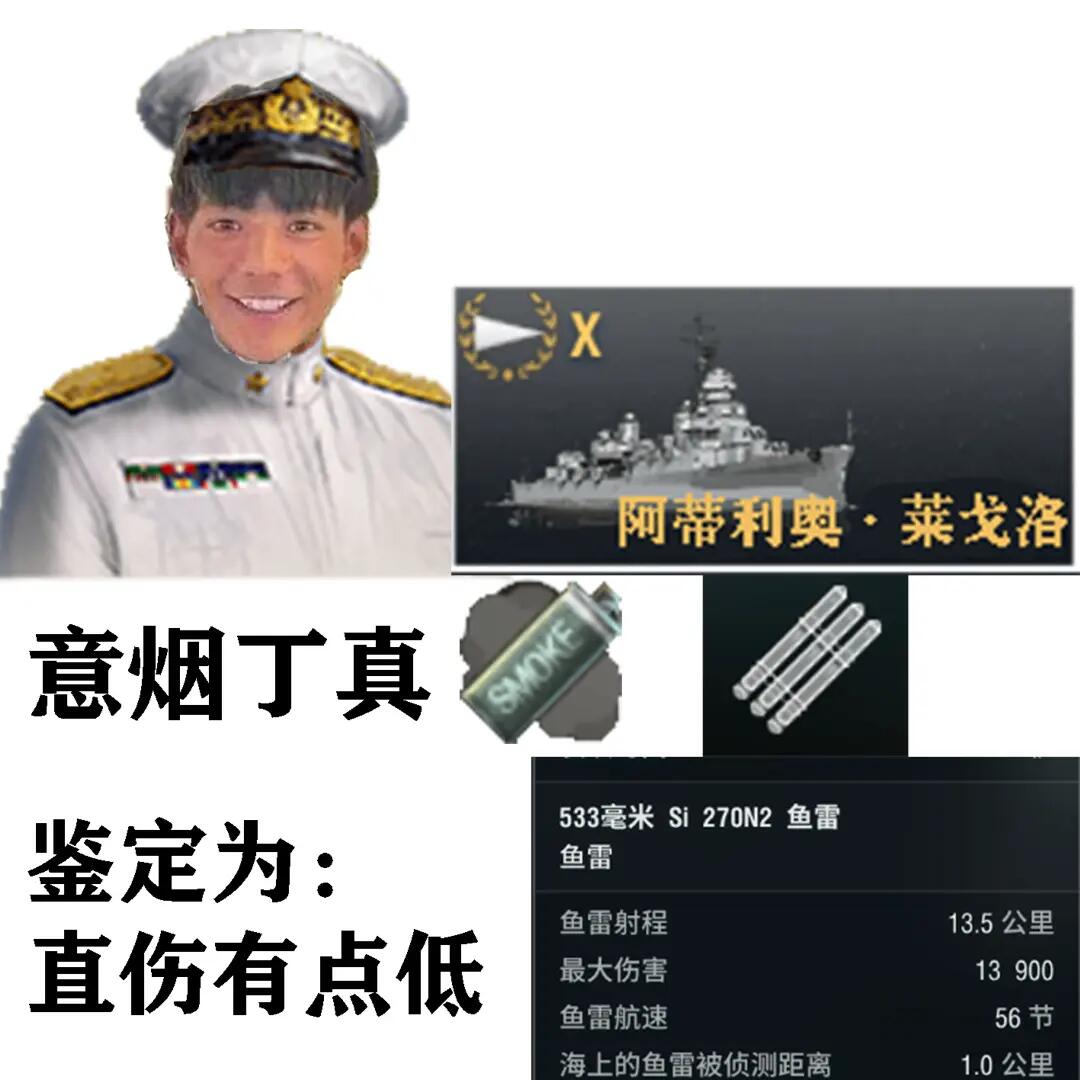 X
阿蒂利奥·莱戈洛
意烟丁真
SMOKE
鉴定为：
直伤有点低
533毫米 Si 270N2 鱼雷
鱼雷
鱼雷射程 13.5 公里
最大伤害 13 900
鱼雷航速 56 节
海上的鱼雷被侦测距离 1.0 公里